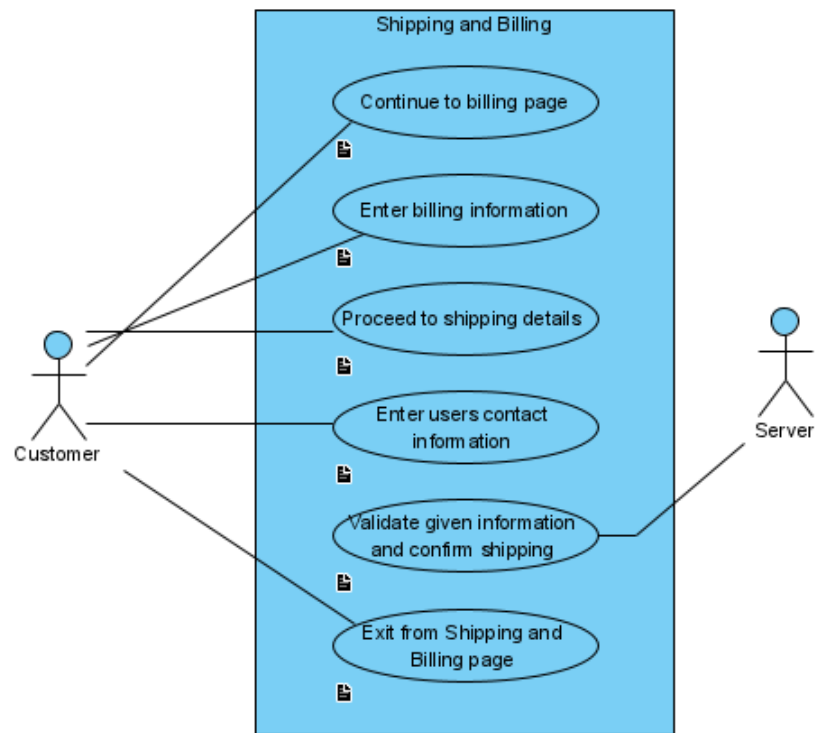 Shipping and Billing
Continue to billing page
Enter billing information
Proceed to shipping details
Enter users contact
information
Customer
Server
Validate given information
and confirm shipping
Exit from Shipping and
Billing page